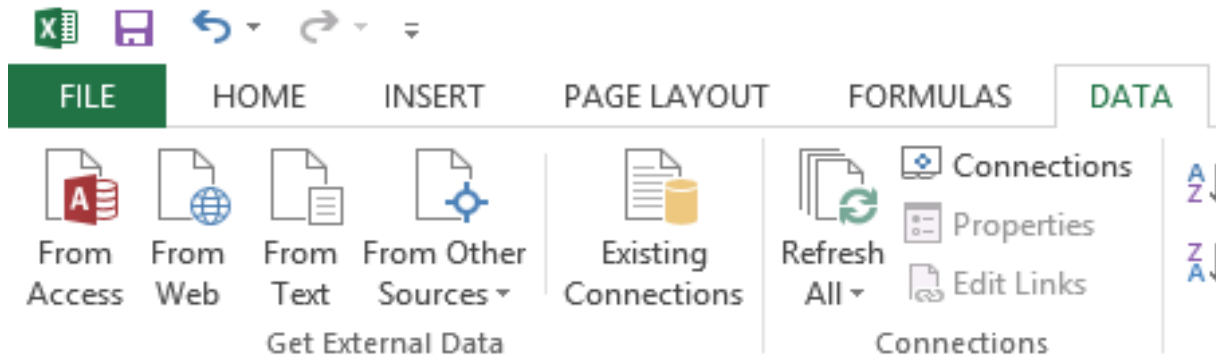 FILE HOME INSERT PAGE LAYOUT FORMULAS DATA
From Access
From Web
From Text
From Other Sources
Existing Connections
Refresh All
Connections
Properties
Edit Links
A
Z
Z
A
Get External Data
Connections